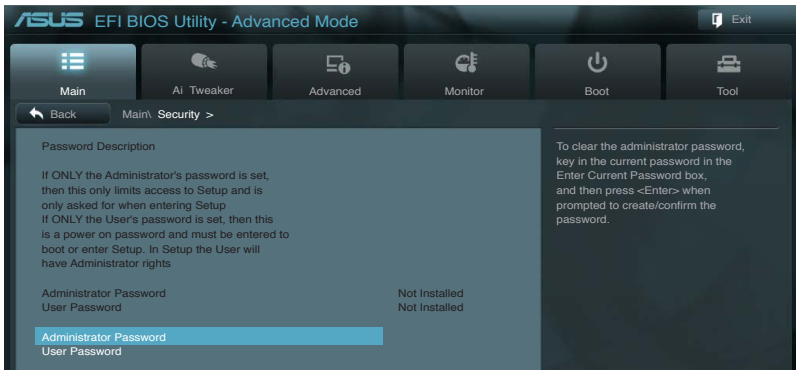 ASUS EFI BIOS Utility - Advanced Mode
Exit
Main
Ai Tweaker
Advanced
Monitor
Boot
Tool
Back
Main\ Security >
Password Description
If ONLY the Administrator's password is set,
then this only limits access to Setup and is
only asked for when entering Setup
If ONLY the User's password is set, then this
is a power on password and must be entered to
boot or enter Setup. In Setup the User will
have Administrator rights
Administrator Password Not Installed
User Password Not Installed
Administrator Password
User Password
To clear the administrator password,
key in the current password in the
Enter Current Password box,
and then press <Enter> when
prompted to create/confirm the
password.